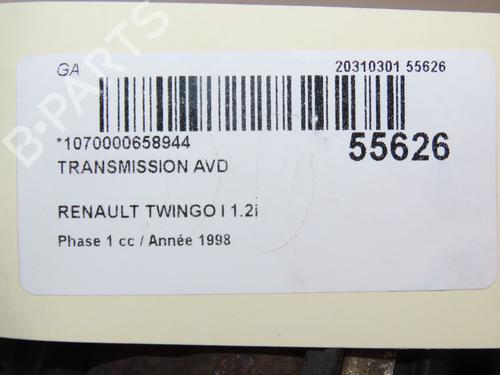 GA
20310301 55626
*1070000658944
55626
TRANSMISSION AVD
RENAULT TWINGO I 1.2i
Phase 1 cc / Année 1998
B-PARTS